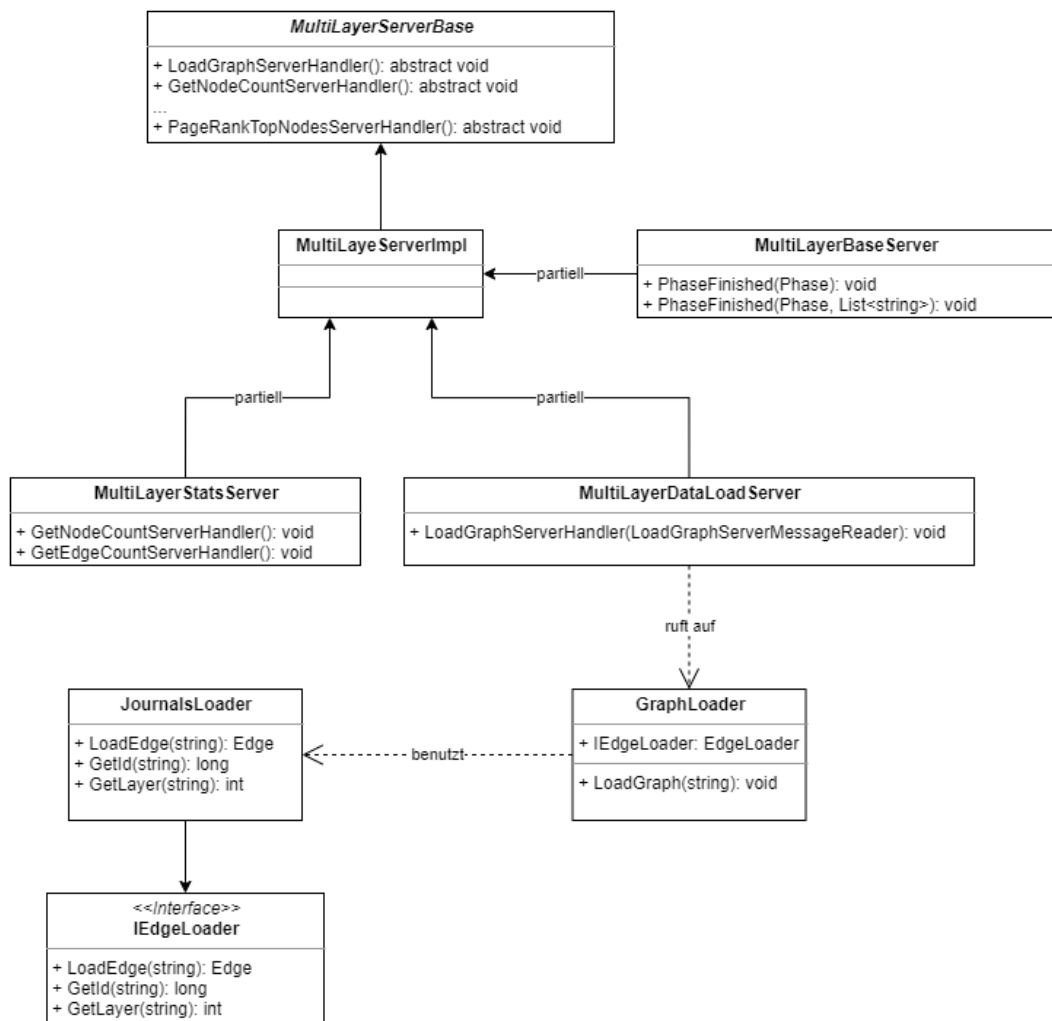 MultiLayerServerBase
+ LoadGraphServerHandler(): abstract void
+ GetNodeCountServerHandler(): abstract void
...
+ PageRankTopNodesServerHandler(): abstract void
MultiLayeServerImpl
MultiLayerBaseServer
+ PhaseFinished(Phase): void
+ PhaseFinished(Phase, List<string>): void
partiell
partiell
partiell
MultiLayerStatsServer
+ GetNodeCountServerHandler(): void
+ GetEdgeCountServerHandler(): void
MultiLayerDataLoadServer
+ LoadGraphServerHandler(LoadGraphServerMessageReader): void
ruft auf
JournalsLoader
+ LoadEdge(string): Edge
+ GetId(string): long
+ GetLayer(string): int
benutzt
GraphLoader
+ IEdgeLoader: EdgeLoader
+ LoadGraph(string): void
<<Interface>>
IEdgeLoader
+ LoadEdge(string): Edge
+ GetId(string): long
+ GetLayer(string): int